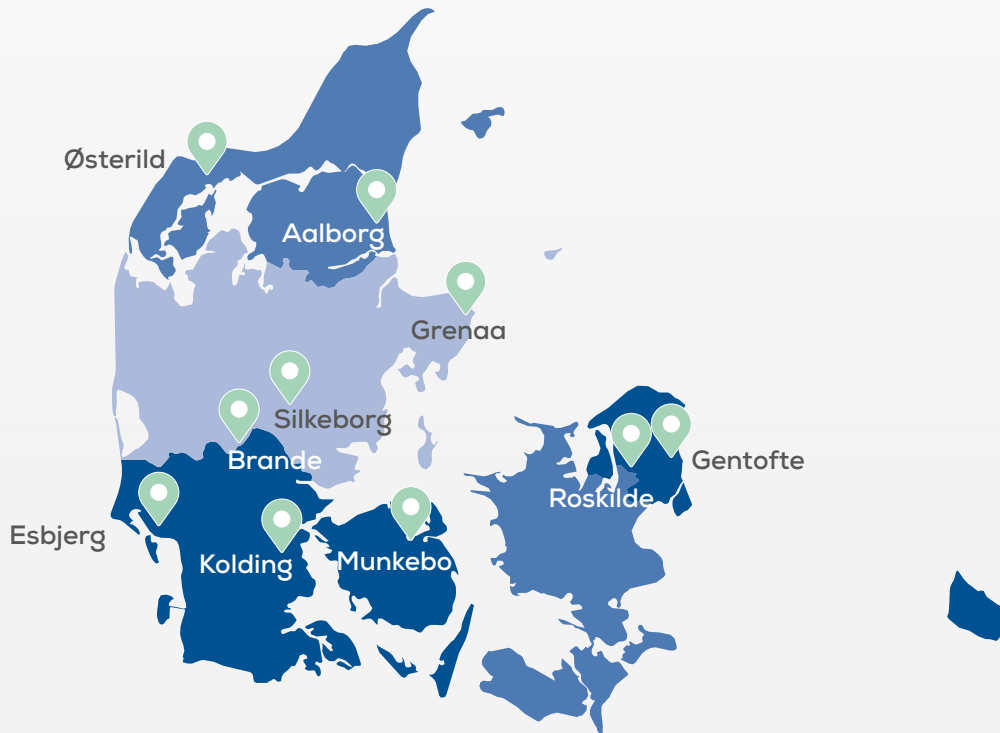 Østerild
Aalborg
Grenaa
Silkeborg
Brande
Gentofte
Roskilde
Esbjerg
Kolding
Munkebo